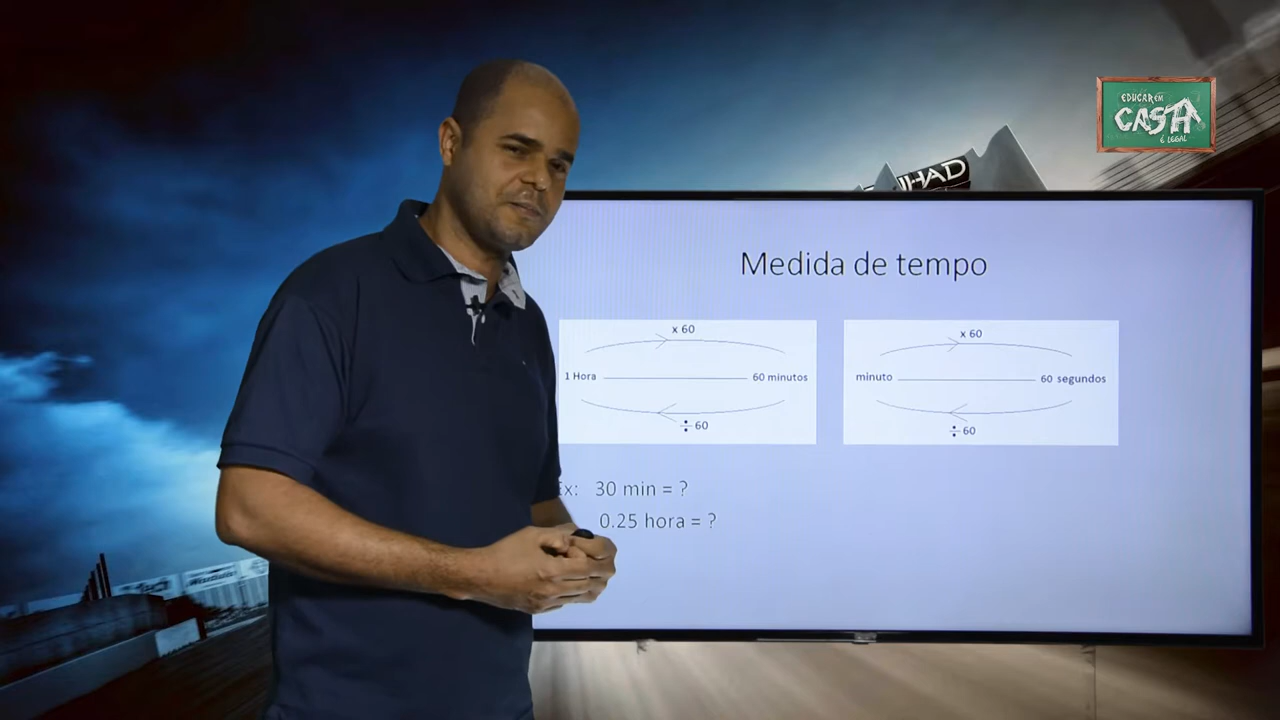 EDUCAR EM
CASA
É LEGAL
Medida de tempo
x 60
1 Hora
60 minutos
÷ 60
x 60
minuto
60 segundos
÷ 60
Ex: 30 min = ?
0.25 hora = ?